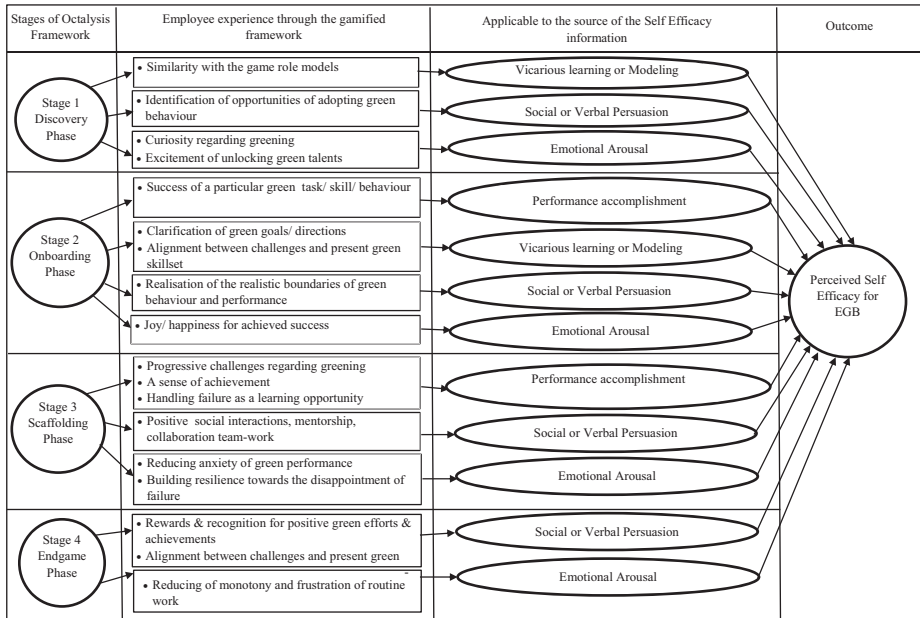 Stages of Octalysis
Framework
Employee experience through the gamified
framework
Applicable to the source of the Self Efficacy
information
Outcome
Stage 1
Discovery
Phase
• Similarity with the game role models
• Identification of opportunities of adopting green
behaviour
• Curiosity regarding greening
• Excitement of unlocking green talents
Vicarious learning or Modeling
Social or Verbal Persuasion
Emotional Arousal
Stage 2
Onboarding
Phase
• Success of a particular green task/ skill/ behaviour
• Clarification of green goals/ directions
• Alignment between challenges and present green
skillset
• Realisation of the realistic boundaries of green
behaviour and performance
• Joy/ happiness for achieved success
Performance accomplishment
Vicarious learning or Modeling
Social or Verbal Persuasion
Emotional Arousal
Stage 3
Scaffolding
Phase
• Progressive challenges regarding greening
• A sense of achievement
• Handling failure as a learning opportunity
• Positive social interactions, mentorship,
collaboration team-work
• Reducing anxiety of green performance
• Building resilience towards the disappointment of
failure
Performance accomplishment
Social or Verbal Persuasion
Emotional Arousal
Stage 4
Endgame
Phase
• Rewards & recognition for positive green efforts &
achievements
• Alignment between challenges and present green
• Reducing of monotony and frustration of routine
work
Social or Verbal Persuasion
Emotional Arousal
Perceived Self
Efficacy for
EGB